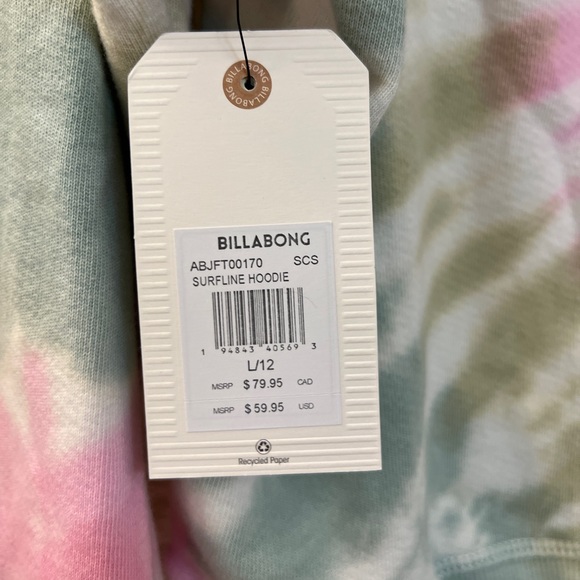 BILLABONG BILLABONG
BILLABONG
ABJFT00170 SCS
SURFLINE HOODIE
1 94843 40569 3
L/12
MSRP $79.95 CAD
MSRP $59.95 USD
Recycled Paper